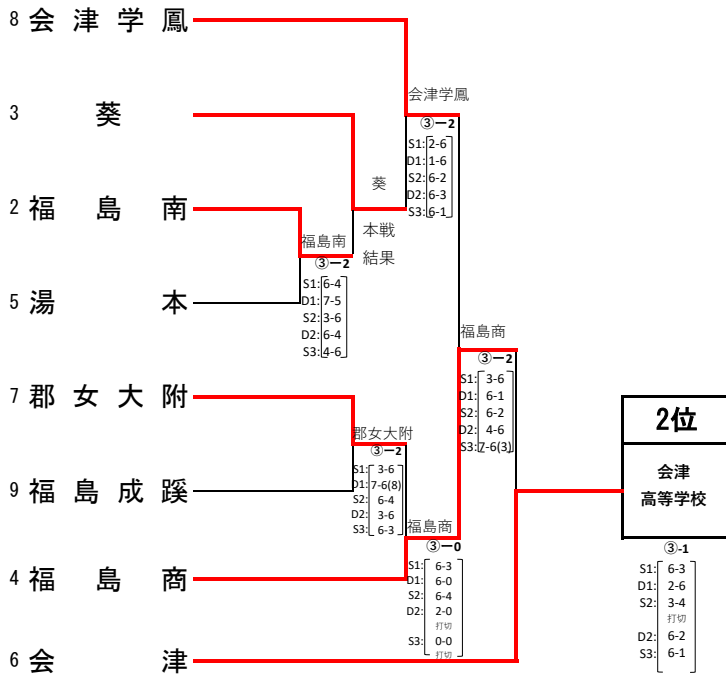 8 会津学鳳
3 葵
2 福島南
5 湯本
7 郡女大附
9 福島成蹊
4 福島商
6 会津
会津学鳳
③ー2
S1: 2-6
D1: 1-6
S2: 6-2
D2: 6-3
S3: 6-1
葵
本戦
結果
福島南
③ー2
S1: 6-4
D1: 7-5
S2: 3-6
D2: 6-4
S3: 4-6
福島商
③ー2
S1: 3-6
D1: 6-1
S2: 6-2
D2: 4-6
S3: 7-6(3)
郡女大附
③ー2
S1: 3-6
D1: 7-6(8)
S2: 6-4
D2: 3-6
S3: 6-3
福島商
③ー0
S1: 6-3
D1: 6-0
S2: 6-4
D2: 2-0
打切
S3: 0-0
打切
2位
会津
高等学校
③-1
S1: 6-3
D1: 2-6
S2: 3-4
打切
D2: 6-2
S3: 6-1